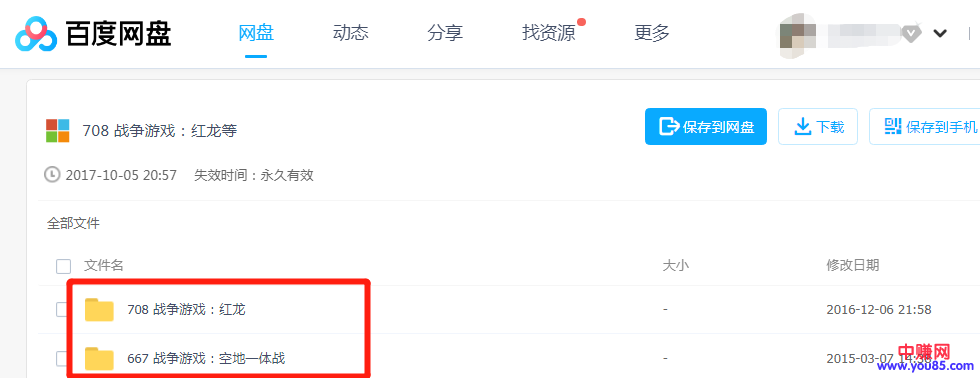 百度网盘 网盘 动态 分享 找资源 更多
708 战争游戏：红龙等 保存到网盘 下载 保存到手机
2017-10-05 20:57 失效时间：永久有效
全部文件
文件名 大小 修改日期
708 战争游戏：红龙 - 2016-12-06 21:58
667 战争游戏：空地一体战 - 2015-03-07
中赚网
www.you85.com